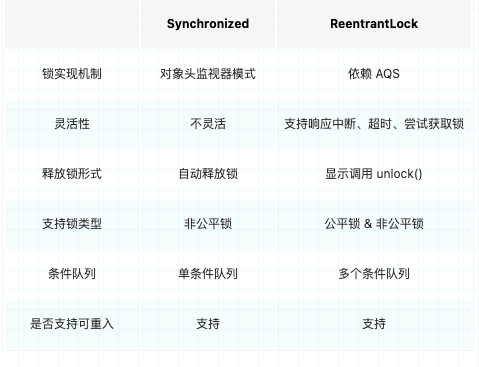 Synchronized ReentrantLock
锁实现机制 对象头监视器模式 依赖 AQS
灵活性 不灵活 支持响应中断、超时、尝试获取锁
释放锁形式 自动释放锁 显示调用 unlock()
支持锁类型 非公平锁 公平锁 & 非公平锁
条件队列 单条件队列 多个条件队列
是否支持可重入 支持 支持